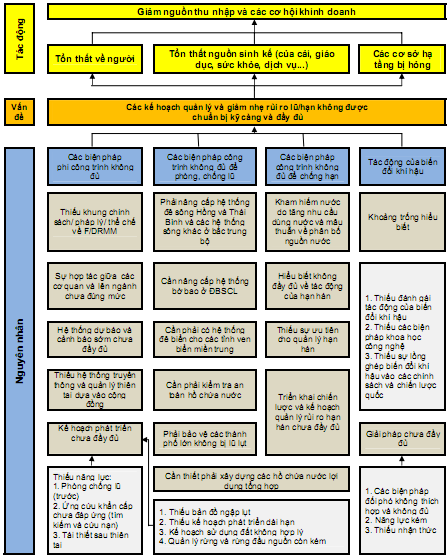 Giảm nguồn thu nhập và các cơ hội khinh doanh
Tác động
Tổn thất về người
Tổn thất nguồn sinh kế (của cải, giáo
dục, sức khỏe, dịch vụ...)
Các cơ sở hạ
tầng bị hỏng
Vấn
đề
Các kế hoạch quản lý và giảm nhẹ rủi ro lũ/hạn không được
chuẩn bị kỹ càng và đầy đủ
Nguyên nhân
Các biện pháp
phi công trình không
đủ
Các biện pháp công
trình không đủ để
phòng, chống lũ
Các biện pháp công
trình không đủ để
chống hạn
Tác động của biến
đổi khí hậu
Thiếu khung chính
sách/ pháp lý/ thể chế
về F/DRMM
Phải nâng cấp hệ thống
đê sông Hồng và Thái
Bình và các hệ thống
sông khác ở bắc trung
bộ
Khan hiếm nước
do tăng nhu cầu
dùng nước và mâu
thuẫn về phân bổ
nguồn nước
Khoảng trống hiểu
biết
Sự hợp tác giữa các
cơ quan và liên ngành
chưa đúng mức
Cần nâng cấp hệ thống
bờ bao ở ĐBSCL
Hiểu biết không
đầy đủ về tác động
của hạn hán
1. Thiếu đánh gái
tác động của biến
đổi khí hậu
2. Thiếu các biện
pháp khoa học
công nghệ
3. Thiếu sự lồng
ghép biến đổi khí
hậu vào các chính
sách và chiến lược
quốc
Hệ thống dự báo và
cảnh báo sớm chưa
đầy đủ
Cần phải có hệ thống
đê biển cho các tỉnh ven
biển miền trung
Thiếu sự ưu tiên
cho quản lý hạn
hán
Thiếu hệ thống truyền
thông và quản lý thiên
tai dựa vào cộng
đồng
Cần phải kiểm tra an
toàn hồ chứa nước
Triển khai chiến
lược và kế hoạch
quản lý rủi ro hạn
hán chưa đầy đủ
Kế hoạch phát triển
chưa đầy đủ
Phải bảo vệ các thành
phố lớn không bị lũ lụt
Giải pháp chưa đầy
đủ
Thiếu năng lực:
1. Phòng chống lũ
(trước)
2. Ứng cứu khẩn cấp
chưa đáp ứng (tìm
kiếm và cứu nạn)
3. Tái thiết sau thiên
tai
Cần thiết phải xây dựng các hồ chứa nước lợi
dụng tổng hợp
1. Thiếu bản đồ ngập lụt
2. Thiếu kế hoạch phát triển dài hạn
3. Kế hoạch sử dụng đất không hợp lý
4. Quản lý rừng và rừng đầu nguồn còn kém
1. Các biện pháp
đối phó không thích
hợp và không đủ
2. Năng lực kém
3. Thiếu nhận thức